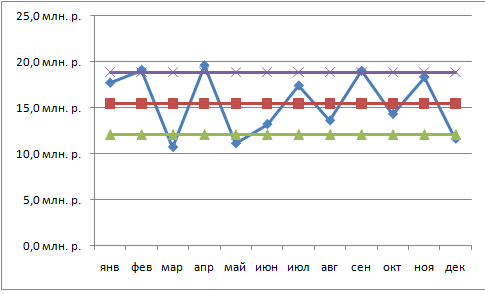 25,0 млн. р.
20,0 млн. р.
15,0 млн. р.
10,0 млн. р.
5,0 млн. р.
0,0 млн. р.
янв фев мар апр май июн июл авг сен окт ноя дек